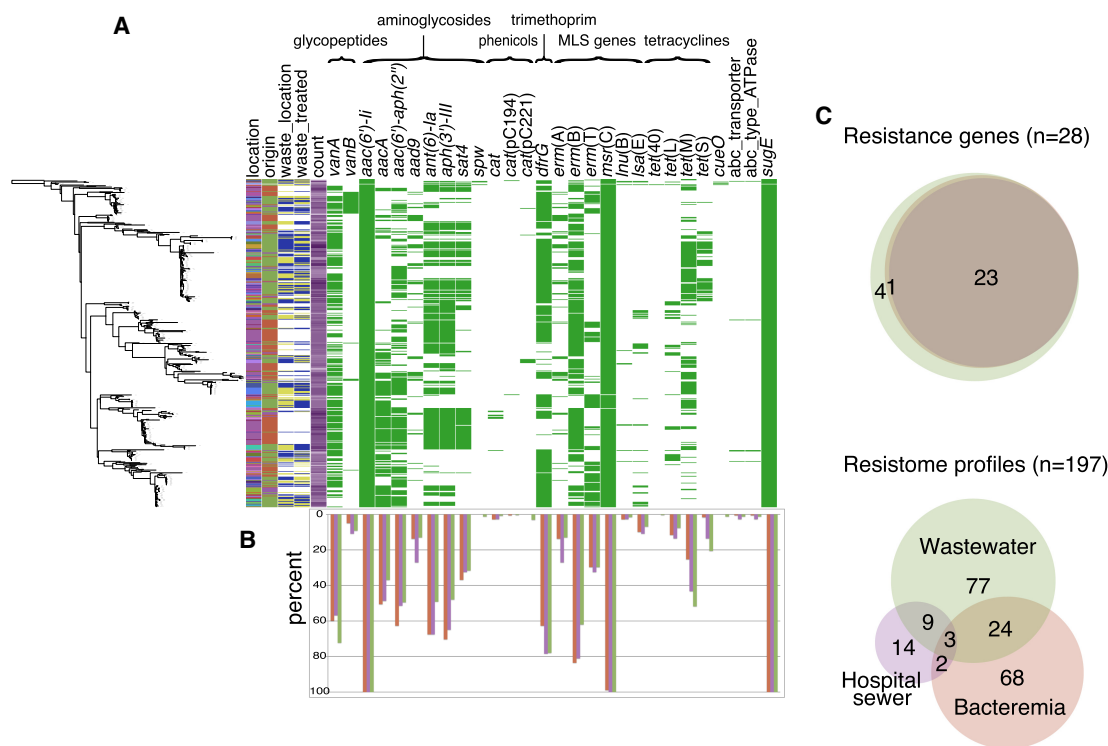 A
aminoglycosides
trimethoprim
glycopeptides
phenicols
MLS genes
tetracyclines
location
origin
waste_location
waste_treated
count
vanA
vanB
aac(6')-Ii
aacA
aac(6')-aph(2'')
aad9
ant(6)-Ia
aph(3')-III
sat4
spw
cat
cat(pC194)
cat(pC221)
dfrG
erm(A)
erm(B)
erm(T)
msr(C)
lnu(B)
lsa(E)
tet(40)
tet(L)
tet(M)
tet(S)
cueO
abc_transporter
abc_type_ATPase
sugE
B
percent
0
20
40
60
80
100
C
Resistance genes (n=28)
4
1
23
Resistome profiles (n=197)
Wastewater
77
9
3
24
14
2
68
Hospital
sewer
Bacteremia